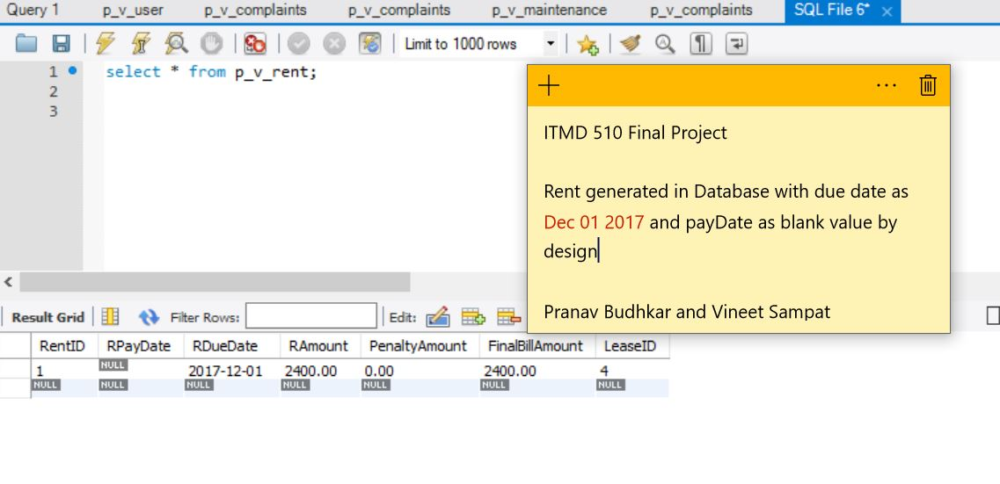 Query 1 p_v_user p_v_complaints p_v_complaints p_v_maintenance p_v_complaints SQL File 6*
Limit to 1000 rows
1 select * from p_v_rent;
2
3
ITMD 510 Final Project
Rent generated in Database with due date as
Dec 01 2017 and payDate as blank value by
design
Pranav Budhkar and Vineet Sampat
Result Grid Filter Rows: Edit:
RentID RPayDate RDueDate RAmount PenaltyAmount FinalBillAmount LeaseID
1 NULL 2017-12-01 2400.00 0.00 2400.00 4
NULL NULL NULL NULL NULL NULL NULL